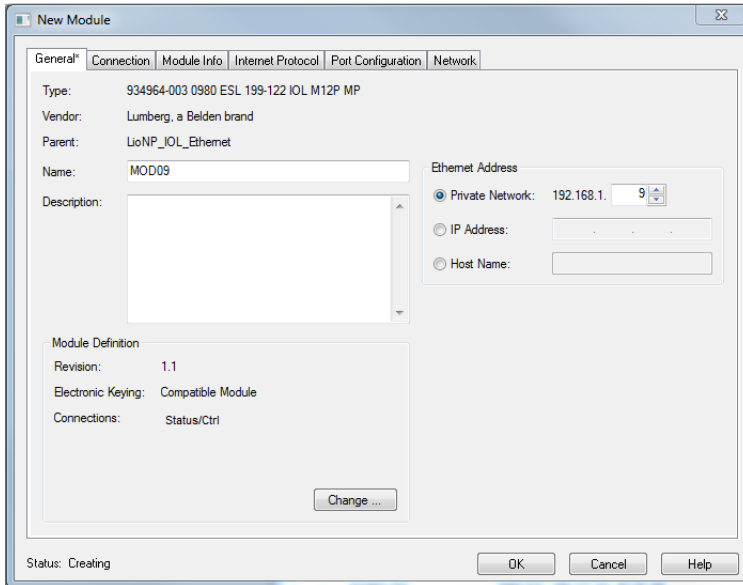 New Module
General* Connection Module Info Internet Protocol Port Configuration Network
Type: 934964-003 0980 ESL 199-122 IOL M12P MP
Vendor: Lumberg, a Belden brand
Parent: LioNP_IOL_Ethernet
Name: MOD09
Description:
Ethernet Address
Private Network: 192.168.1. 9
IP Address: . . .
Host Name:
Module Definition
Revision: 1.1
Electronic Keying: Compatible Module
Connections: Status/Ctrl
Change ...
Status: Creating
OK Cancel Help